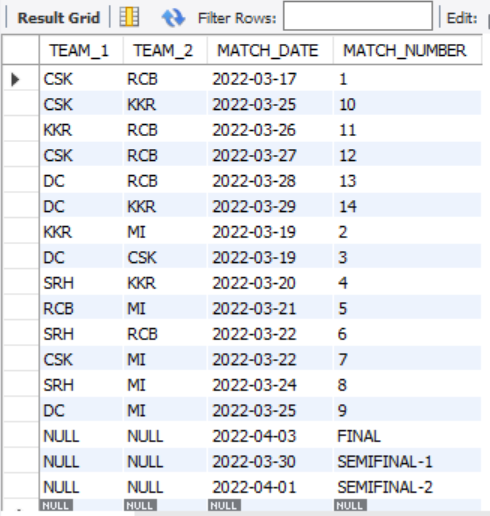 Result Grid Filter Rows: Edit:
TEAM_1 TEAM_2 MATCH_DATE MATCH_NUMBER
CSK RCB 2022-03-17 1
CSK KKR 2022-03-25 10
KKR RCB 2022-03-26 11
CSK RCB 2022-03-27 12
DC RCB 2022-03-28 13
DC KKR 2022-03-29 14
KKR MI 2022-03-19 2
DC CSK 2022-03-19 3
SRH KKR 2022-03-20 4
RCB MI 2022-03-21 5
SRH RCB 2022-03-22 6
CSK MI 2022-03-22 7
SRH MI 2022-03-24 8
DC MI 2022-03-25 9
NULL NULL 2022-04-03 FINAL
NULL NULL 2022-03-30 SEMIFINAL-1
NULL NULL 2022-04-01 SEMIFINAL-2
NULL NULL NULL NULL